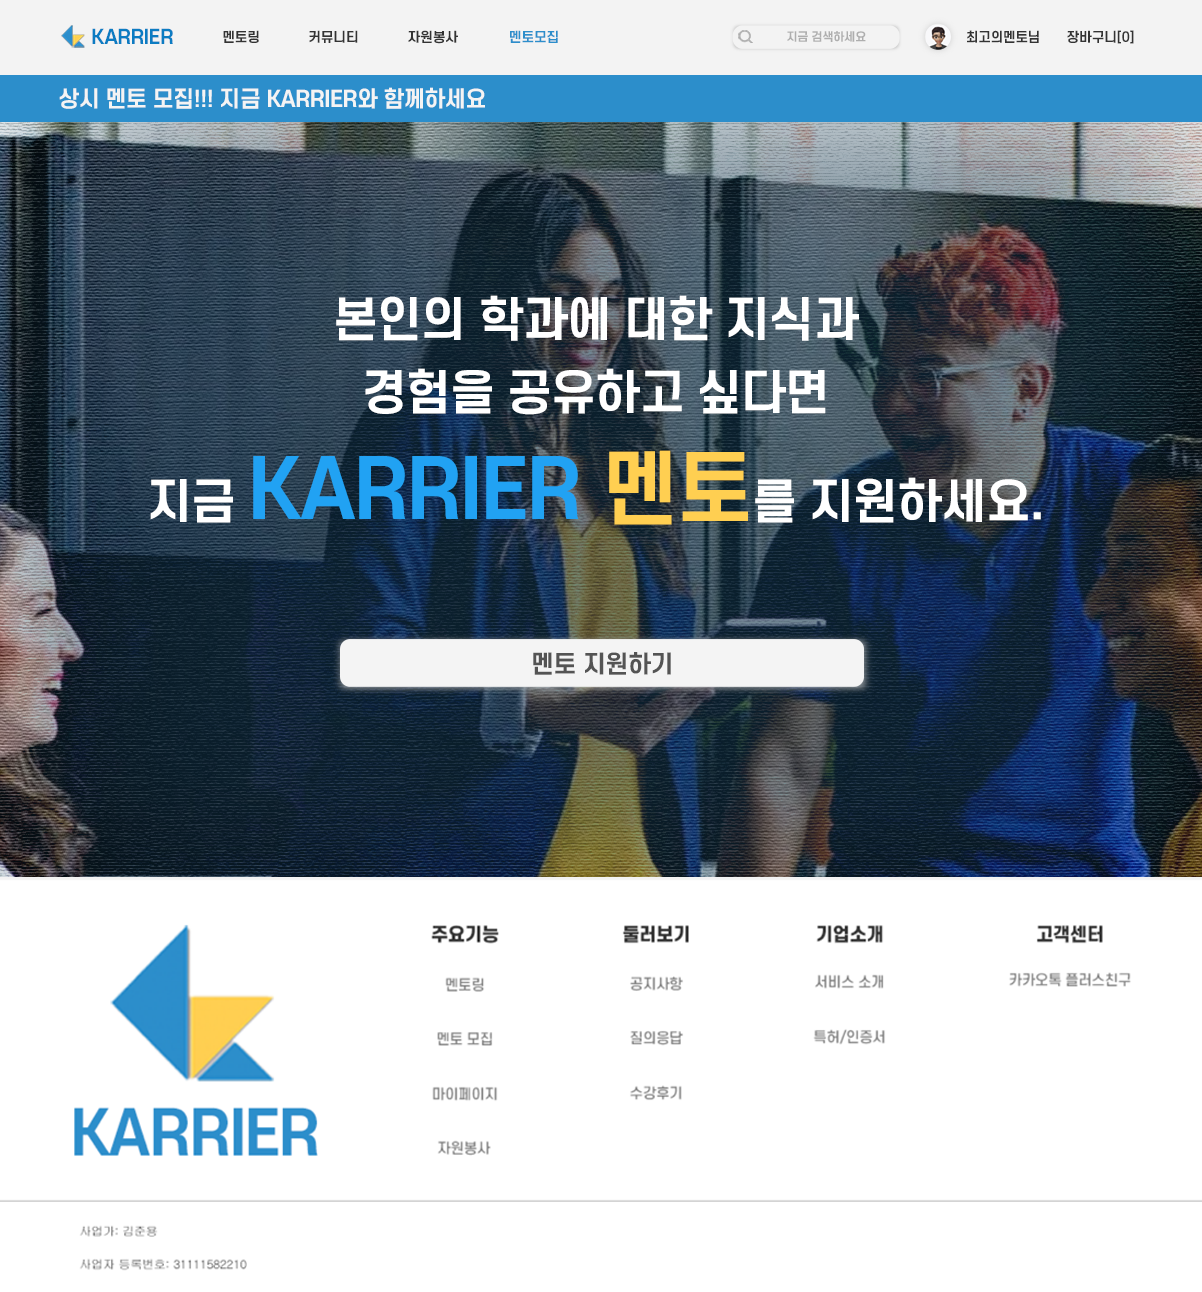 KARRIER 멘토링 커뮤니티 자원봉사 멘토모집 지금 검색하세요 최고의멘토님 장바구니[0]
상시 멘토 모집!!! 지금 KARRIER와 함께하세요
본인의 학과에 대한 지식과
경험을 공유하고 싶다면
지금 KARRIER 멘토를 지원하세요.
멘토 지원하기
KARRIER
주요기능
멘토링
멘토 모집
마이페이지
자원봉사
둘러보기
공지사항
질의응답
수강후기
기업소개
서비스 소개
특허/인증서
고객센터
카카오톡 플러스친구
사업가: 김준용
사업자 등록번호: 31111582210